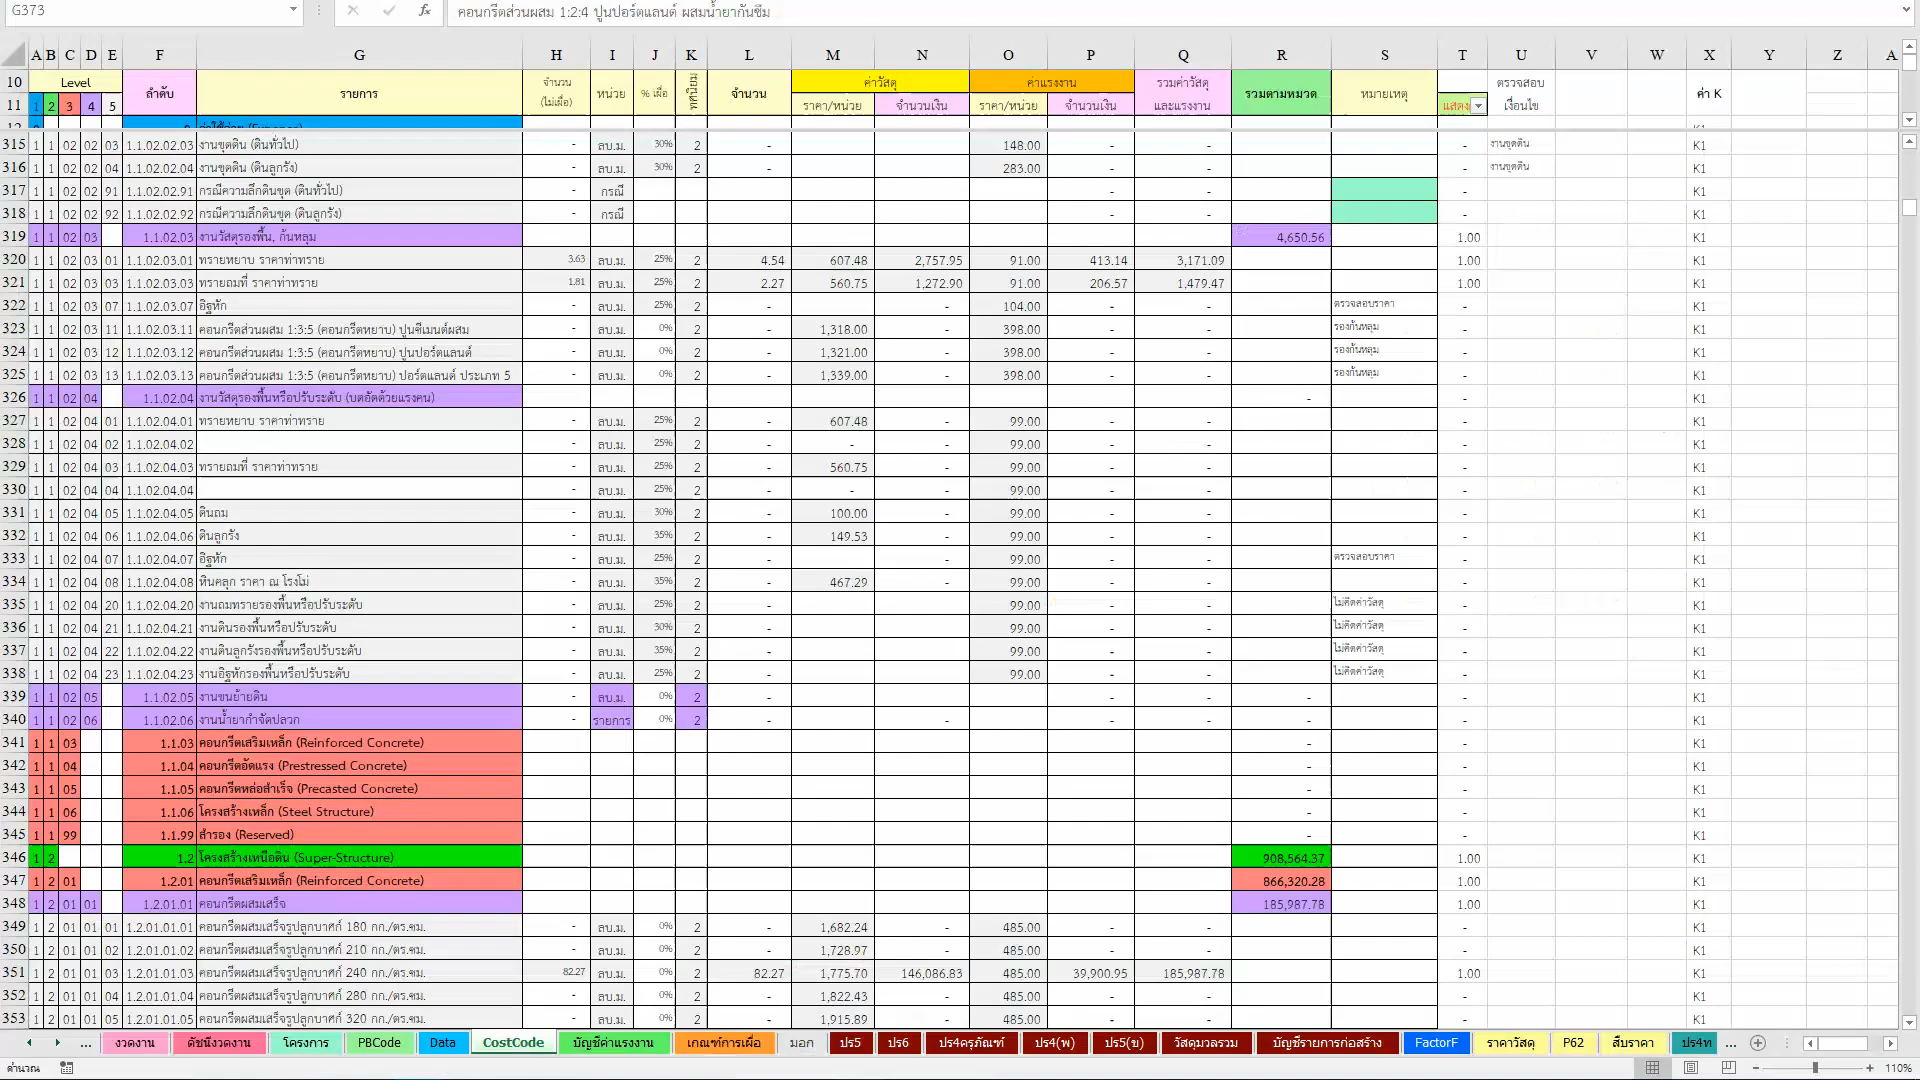 G373 คอนกรีตส่วนผสม 1:2:4 ปูนปอร์ตแลนด์ ผสมน้ำยากันซึม
A B C D E F G H I J K L M N O P Q R S T U V W X Y Z A
10 Level ลำดับ รายการ จำนวน (ไม่เผื่อ) หน่วย % เผื่อ ทศนิยม จำนวน ค่าวัสดุ ค่าแรงงาน รวมค่าวัสดุ และแรงงาน รวมตามหมวด หมายเหตุ ตรวจสอบ เงื่อนไข ค่า K
11 1 2 3 4 5 ราคา/หน่วย จำนวนเงิน ราคา/หน่วย จำนวนเงิน
315 1 1 02 02 03 1.1.02.02.03 งานขุดดิน (ดินทั่วไป) - ลบ.ม. 30% 2 - 148.00 - - - งานขุดดิน K1
316 1 1 02 02 04 1.1.02.02.04 งานขุดดิน (ดินลูกรัง) - ลบ.ม. 30% 2 - 283.00 - - - งานขุดดิน K1
317 1 1 02 02 91 1.1.02.02.91 กรณีความลึกดินขุด (ดินทั่วไป) - กรณี - - - K1
318 1 1 02 02 92 1.1.02.02.92 กรณีความลึกดินขุด (ดินลูกรัง) - กรณี - - - K1
319 1 1 02 03 1.1.02.03 งานวัสดุรองพื้น, ก้นหลุม 4,650.56 1.00 K1
320 1 1 02 03 01 1.1.02.03.01 ทรายหยาบ ราคาท่าทราย 3.63 ลบ.ม. 25% 2 4.54 607.48 2,757.95 91.00 413.14 3,171.09 1.00 K1
321 1 1 02 03 03 1.1.02.03.03 ทรายถมที่ ราคาท่าทราย 1.81 ลบ.ม. 25% 2 2.27 560.75 1,272.90 91.00 206.57 1,479.47 1.00 K1
322 1 1 02 03 07 1.1.02.03.07 อิฐหัก - ลบ.ม. 25% 2 - - 104.00 - - ตรวจสอบราคา - K1
323 1 1 02 03 11 1.1.02.03.11 คอนกรีตส่วนผสม 1:3:5 (คอนกรีตหยาบ) ปูนซีเมนต์ผสม - ลบ.ม. 0% 2 - 1,318.00 - 398.00 - - รองก้นหลุม - K1
324 1 1 02 03 12 1.1.02.03.12 คอนกรีตส่วนผสม 1:3:5 (คอนกรีตหยาบ) ปูนปอร์ตแลนด์ - ลบ.ม. 0% 2 - 1,321.00 - 398.00 - - รองก้นหลุม - K1
325 1 1 02 03 13 1.1.02.03.13 คอนกรีตส่วนผสม 1:3:5 (คอนกรีตหยาบ) ปอร์ตแลนด์ ประเภท 5 - ลบ.ม. 0% 2 - 1,339.00 - 398.00 - - รองก้นหลุม - K1
326 1 1 02 04 1.1.02.04 งานวัสดุรองพื้นหรือปรับระดับ (บดอัดด้วยแรงคน) - - K1
327 1 1 02 04 01 1.1.02.04.01 ทรายหยาบ ราคาท่าทราย - ลบ.ม. 25% 2 - 607.48 - 99.00 - - - K1
328 1 1 02 04 02 1.1.02.04.02 - ลบ.ม. 25% 2 - - - 99.00 - - - K1
329 1 1 02 04 03 1.1.02.04.03 ทรายถมที่ ราคาท่าทราย - ลบ.ม. 25% 2 - 560.75 - 99.00 - - - K1
330 1 1 02 04 04 1.1.02.04.04 - ลบ.ม. 25% 2 - - - 99.00 - - - K1
331 1 1 02 04 05 1.1.02.04.05 ดินถม - ลบ.ม. 30% 2 - 100.00 - 99.00 - - - K1
332 1 1 02 04 06 1.1.02.04.06 ดินลูกรัง - ลบ.ม. 35% 2 - 149.53 - 99.00 - - - K1
333 1 1 02 04 07 1.1.02.04.07 อิฐหัก - ลบ.ม. 25% 2 - - 99.00 - - ตรวจสอบราคา - K1
334 1 1 02 04 08 1.1.02.04.08 หินคลุก ราคา ณ โรงโม่ - ลบ.ม. 35% 2 - 467.29 - 99.00 - - - K1
335 1 1 02 04 20 1.1.02.04.20 งานถมทรายรองพื้นหรือปรับระดับ - ลบ.ม. 25% 2 - 99.00 - - ไม่คิดค่าวัสดุ - K1
336 1 1 02 04 21 1.1.02.04.21 งานดินรองพื้นหรือปรับระดับ - ลบ.ม. 30% 2 - 99.00 - - ไม่คิดค่าวัสดุ - K1
337 1 1 02 04 22 1.1.02.04.22 งานดินลูกรังรองพื้นหรือปรับระดับ - ลบ.ม. 35% 2 - 99.00 - - ไม่คิดค่าวัสดุ - K1
338 1 1 02 04 23 1.1.02.04.23 งานอิฐหักรองพื้นหรือปรับระดับ - ลบ.ม. 25% 2 - 99.00 - - ไม่คิดค่าวัสดุ - K1
339 1 1 02 05 1.1.02.05 งานขนย้ายดิน - ลบ.ม. 0% 2 - - - - - K1
340 1 1 02 06 1.1.02.06 งานน้ำยากำจัดปลวก - รายการ 0% 2 - - - - - - K1
341 1 1 03 1.1.03 คอนกรีตเสริมเหล็ก (Reinforced Concrete) - - K1
342 1 1 04 1.1.04 คอนกรีตอัดแรง (Prestressed Concrete) - - K1
343 1 1 05 1.1.05 คอนกรีตหล่อสำเร็จ (Precasted Concrete) - - K1
344 1 1 06 1.1.06 โครงสร้างเหล็ก (Steel Structure) - - K1
345 1 1 99 1.1.99 สำรอง (Reserved) - - K1
346 1 2 1.2 โครงสร้างเหนือดิน (Super-Structure) 908,564.37 1.00 K1
347 1 2 01 1.2.01 คอนกรีตเสริมเหล็ก (Reinforced Concrete) 866,320.28 1.00 K1
348 1 2 01 01 1.2.01.01 คอนกรีตผสมเสร็จ 185,987.78 1.00 K1
349 1 2 01 01 01 1.2.01.01.01 คอนกรีตผสมเสร็จรูปลูกบาศก์ 180 กก./ตร.ซม. - ลบ.ม. 0% 2 - 1,682.24 - 485.00 - - - K1
350 1 2 01 01 02 1.2.01.01.02 คอนกรีตผสมเสร็จรูปลูกบาศก์ 210 กก./ตร.ซม. - ลบ.ม. 0% 2 - 1,728.97 - 485.00 - - - K1
351 1 2 01 01 03 1.2.01.01.03 คอนกรีตผสมเสร็จรูปลูกบาศก์ 240 กก./ตร.ซม. 82.27 ลบ.ม. 0% 2 82.27 1,775.70 146,086.83 485.00 39,900.95 185,987.78 1.00 K1
352 1 2 01 01 04 1.2.01.01.04 คอนกรีตผสมเสร็จรูปลูกบาศก์ 280 กก./ตร.ซม. - ลบ.ม. 0% 2 - 1,822.43 - 485.00 - - - K1
353 1 2 01 01 05 1.2.01.01.05 คอนกรีตผสมเสร็จรูปลูกบาศก์ 320 กก./ตร.ซม. - ลบ.ม. 0% 2 - 1,915.89 - 485.00 - - - K1
... งวดงาน ดัชนีงวดงาน โครงการ PBCode Data CostCode บัญชีค่าแรงงาน เกณฑ์การเผื่อ มอก ปร5 ปร6 ปร4ครุภัณฑ์ ปร4(พ) ปร5(ข) วัสดุมวลรวม บัญชีรายการก่อสร้าง FactorF ราคาวัสดุ P62 สืบราคา ปร4ท ...
คำนวณ 110%